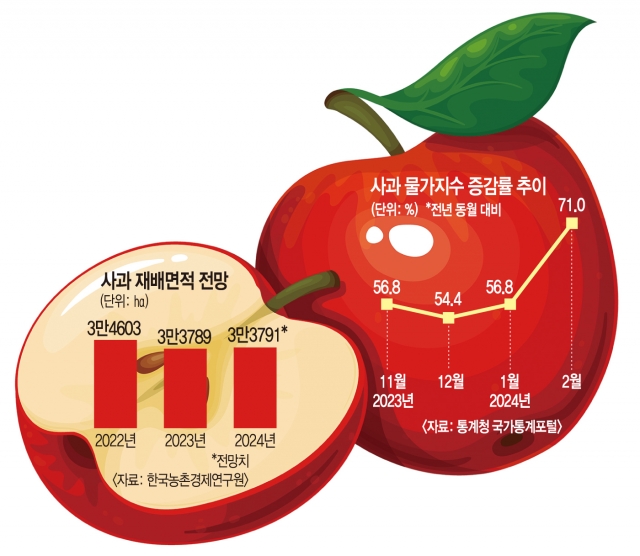 사과 물가지수 증감률 추이
(단위: %) *전년 동월 대비
71.0
56.8
54.4
56.8
11월
12월
1월
2월
2023년
2024년
<자료: 통계청 국가통계포털>
사과 재배면적 전망
(단위: ㏊)
3만4603
3만3789
3만3791*
2022년
2023년
2024년
*전망치
<자료: 한국농촌경제연구원>